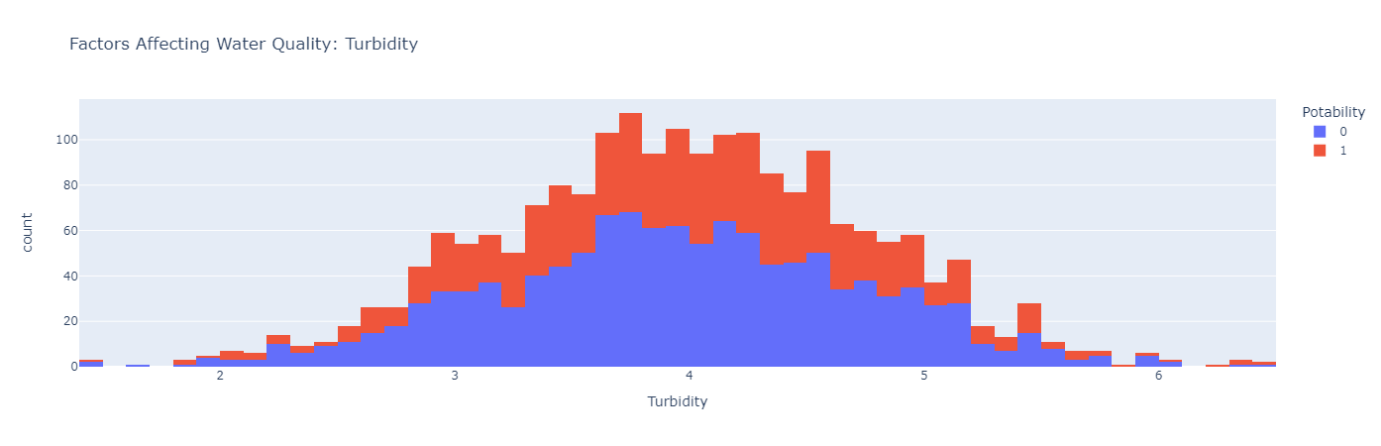 Factors Affecting Water Quality: Turbidity
Potability
0
1
100
80
60
40
20
0
count
2 3 4 5 6
Turbidity